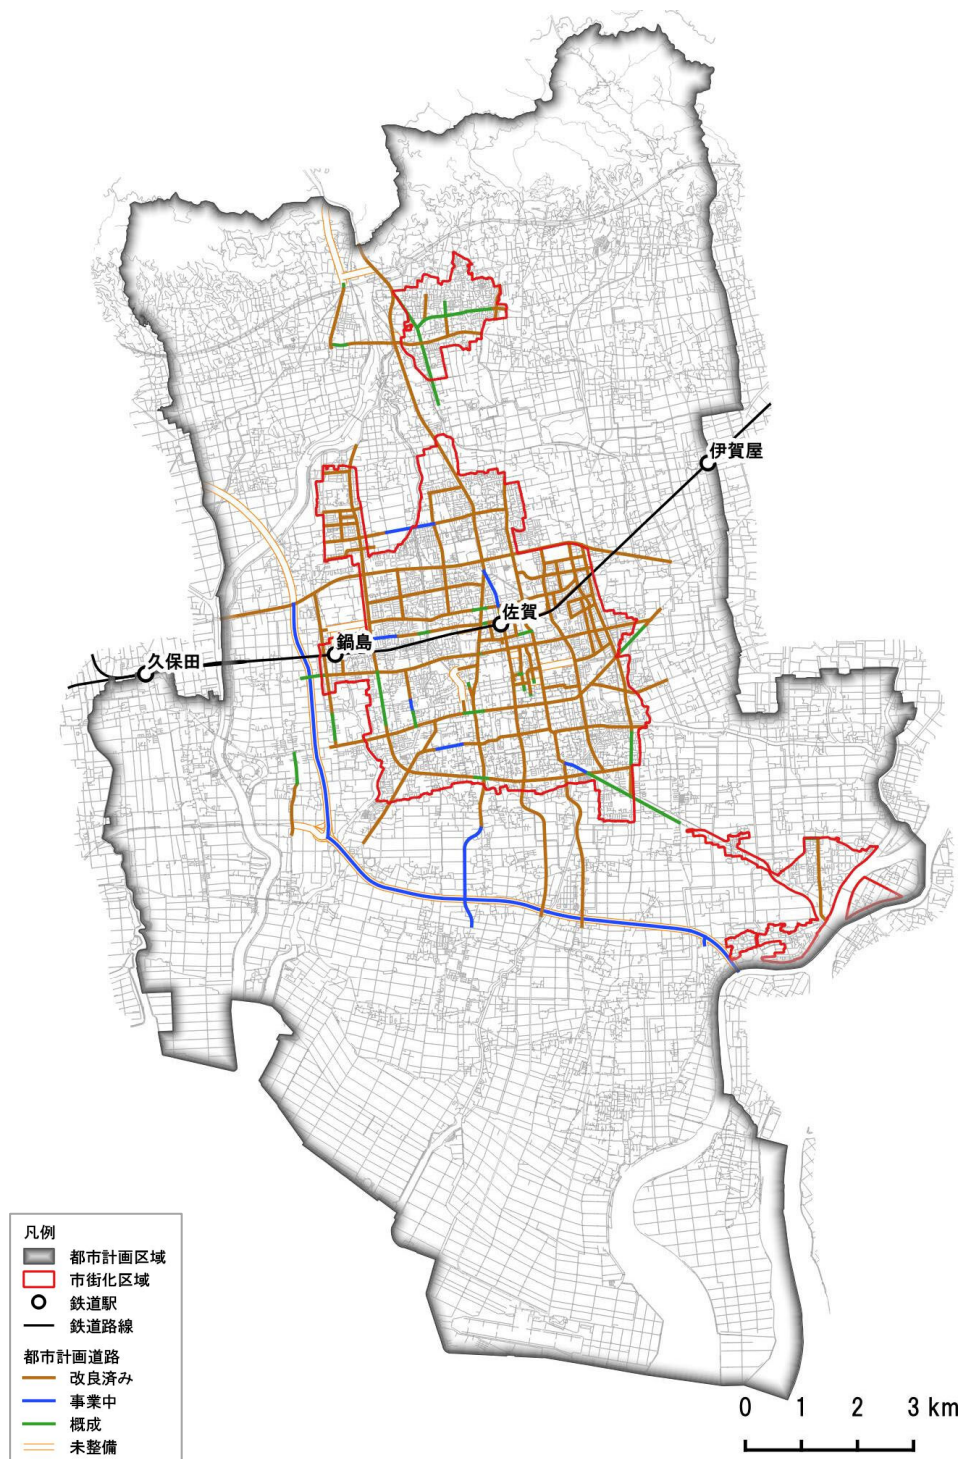 伊賀屋
佐賀
鍋島
久保田
凡例
都市計画区域
市街化区域
鉄道駅
鉄道路線
都市計画道路
改良済み
事業中
概成
未整備
0 1 2 3 km